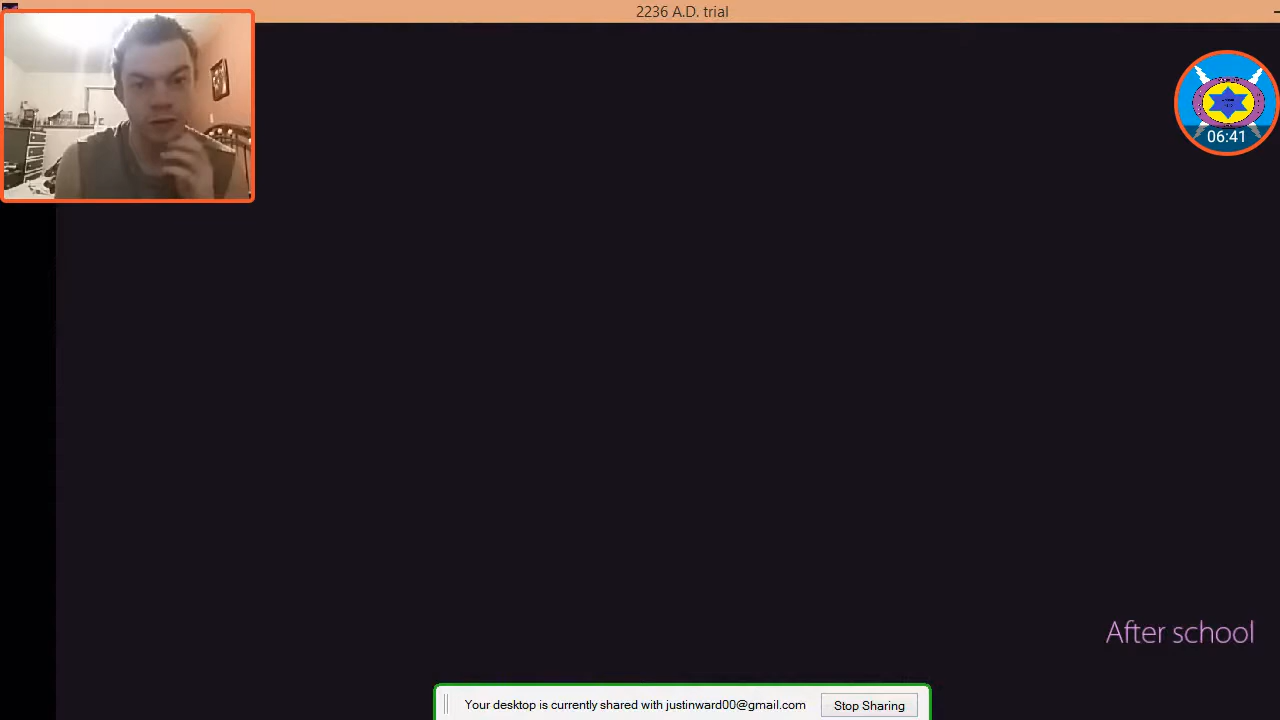 2236 A.D. trial
06:41
After school
Your desktop is currently shared with justinward00@gmail.com
Stop Sharing